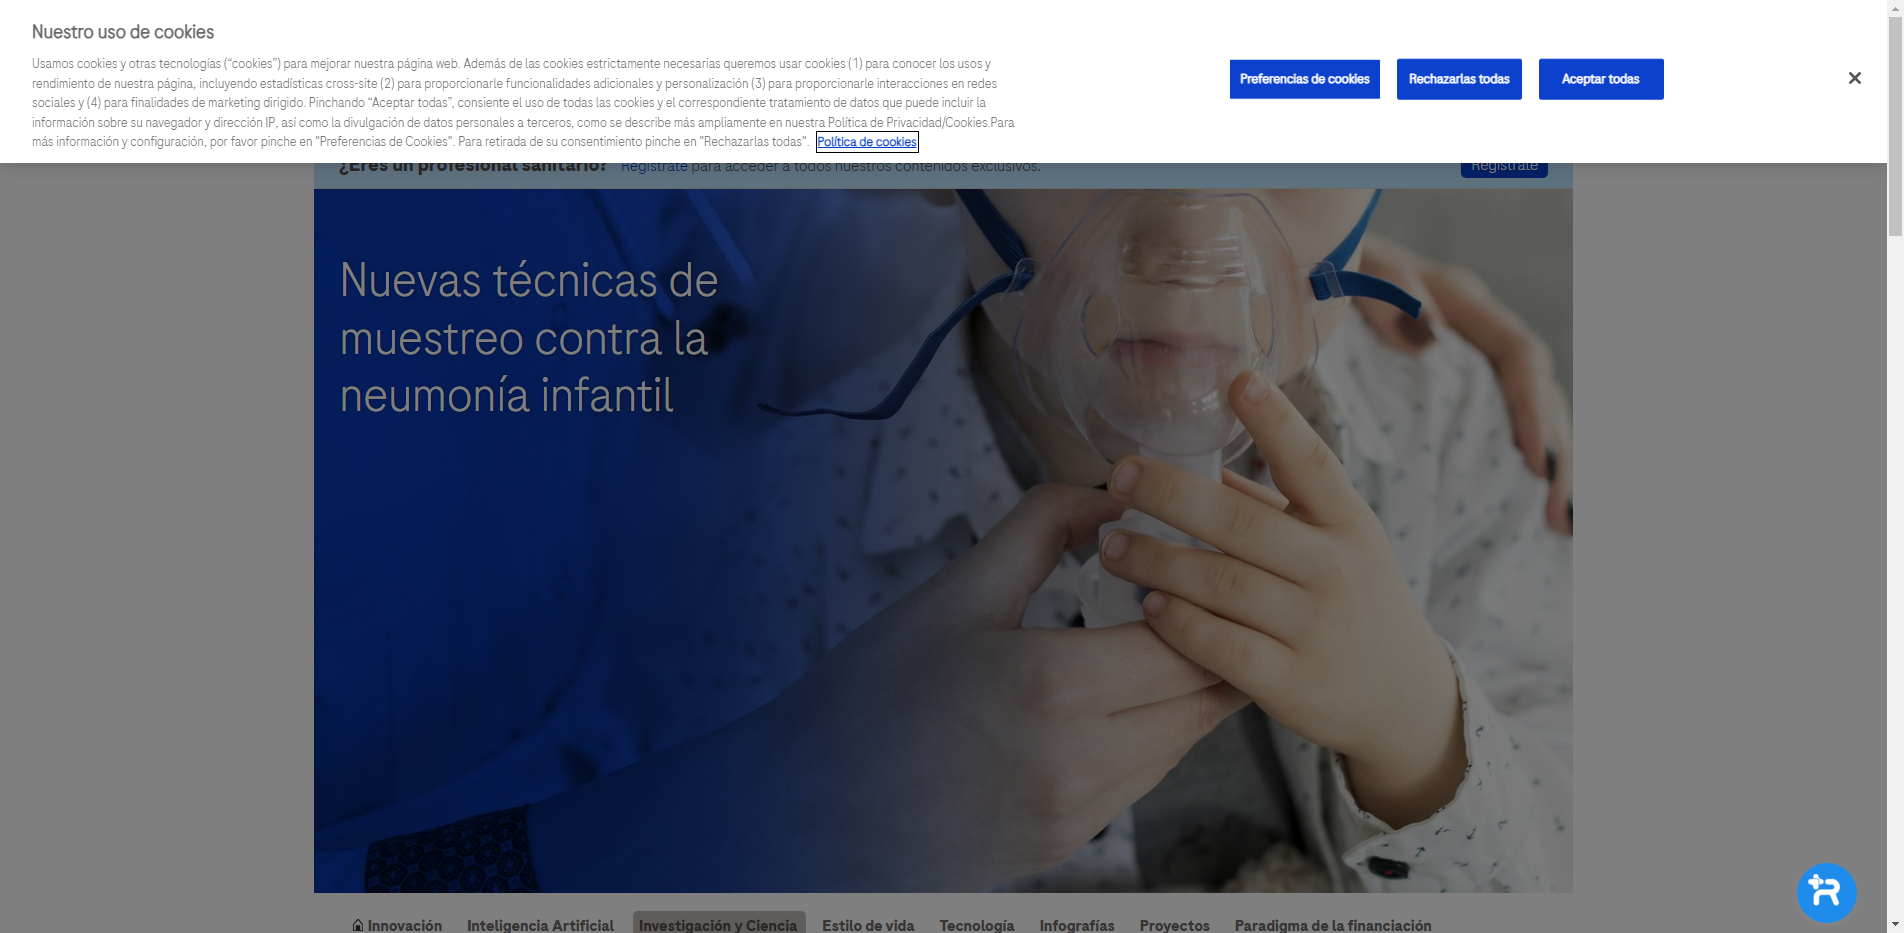 Nuestro uso de cookies
Usamos cookies y otras tecnologías (“cookies”) para mejorar nuestra página web. Además de las cookies estrictamente necesarias queremos usar cookies (1) para conocer los usos y
rendimiento de nuestra página, incluyendo estadísticas cross-site (2) para proporcionarle funcionalidades adicionales y personalización (3) para proporcionarle interacciones en redes
sociales y (4) para finalidades de marketing dirigido. Pinchando “Aceptar todas”, consiente el uso de todas las cookies y el correspondiente tratamiento de datos que puede incluir la
información sobre su navegador y dirección IP, así como la divulgación de datos personales a terceros, como se describe más ampliamente en nuestra Política de Privacidad/Cookies.Para
más información y configuración, por favor pinche en "Preferencias de Cookies". Para retirada de su consentimiento pinche en "Rechazarlas todas". Política de cookies
Preferencias de cookies
Rechazarlas todas
Aceptar todas
¿Eres un profesional sanitario? Regístrate para acceder a todos nuestros contenidos exclusivos.
Regístrate
Nuevas técnicas de
muestreo contra la
neumonía infantil
Innovación Inteligencia Artificial Investigación y Ciencia Estilo de vida Tecnología Infografías Proyectos Paradigma de la financiación